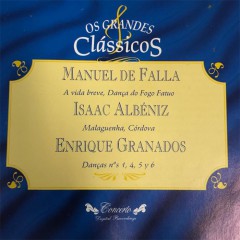 OS GRANDES
CLÁSSICOS
MANUEL DE FALLA
A vida breve, Dança do Fogo Fatuo
ISAAC ALBÉNIZ
Malaguenha, Córdova
ENRIQUE GRANADOS
Danças nºs 1, 4, 5 y 6
Concerto
Digital Recordings